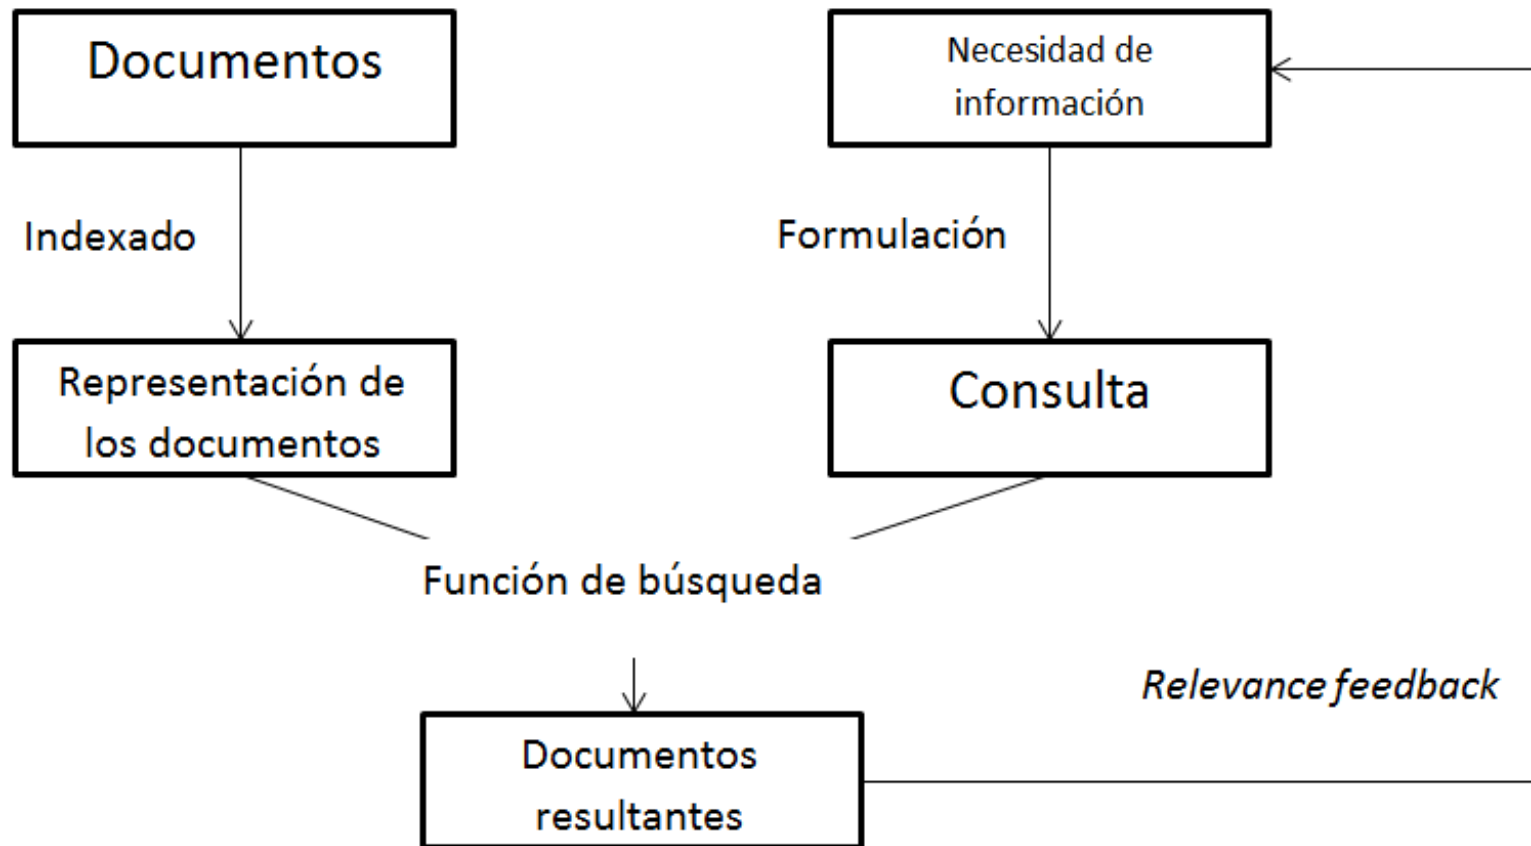 Documentos
Necesidad de
información
Indexado
Formulación
Representación de
los documentos
Consulta
Función de búsqueda
Relevance feedback
Documentos
resultantes